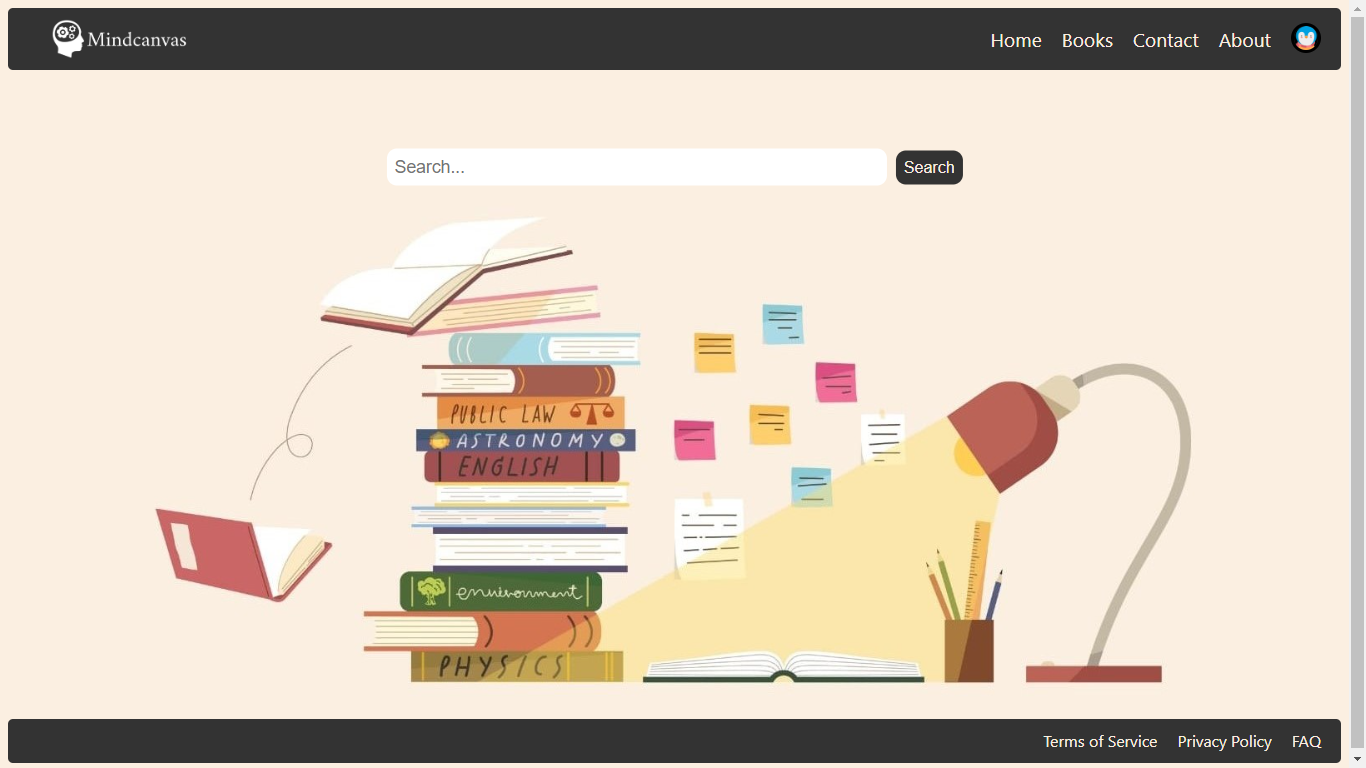 Mindcanvas
Home Books Contact About
Search... Search
PUBLIC LAW
ASTRONOMY
ENGLISH
environment
PHYSICS
Terms of Service Privacy Policy FAQ